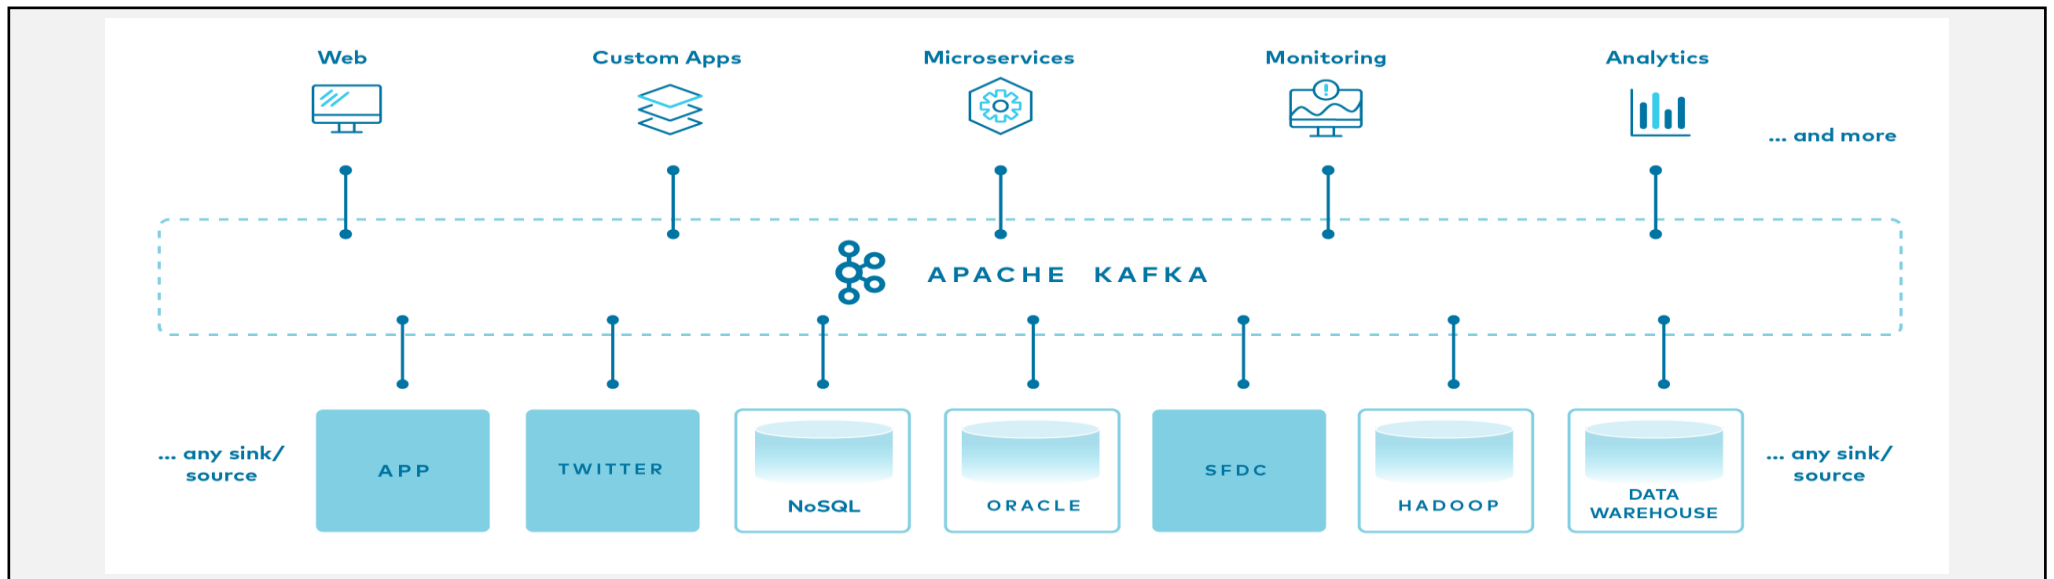 Web
Custom Apps
Microservices
Monitoring
Analytics
... and more
APACHE KAFKA
... any sink/
source
APP
TWITTER
NoSQL
ORACLE
SFDC
HADOOP
DATA
WAREHOUSE
... any sink/
source